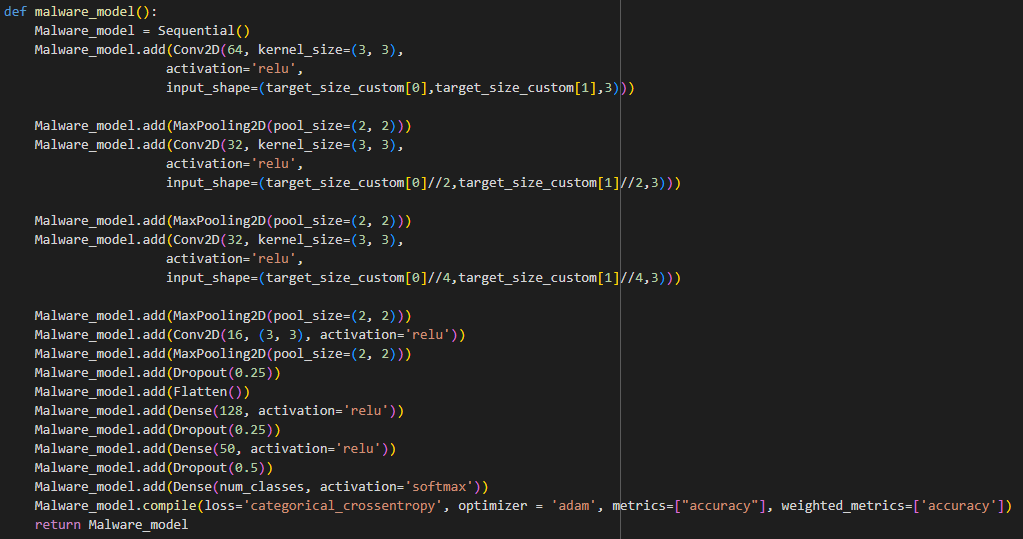 def malware_model():
    Malware_model = Sequential()
    Malware_model.add(Conv2D(64, kernel_size=(3, 3),
                     activation='relu',
                     input_shape=(target_size_custom[0],target_size_custom[1],3)))

    Malware_model.add(MaxPooling2D(pool_size=(2, 2)))
    Malware_model.add(Conv2D(32, kernel_size=(3, 3),
                     activation='relu',
                     input_shape=(target_size_custom[0]//2,target_size_custom[1]//2,3)))

    Malware_model.add(MaxPooling2D(pool_size=(2, 2)))
    Malware_model.add(Conv2D(32, kernel_size=(3, 3),
                     activation='relu',
                     input_shape=(target_size_custom[0]//4,target_size_custom[1]//4,3)))

    Malware_model.add(MaxPooling2D(pool_size=(2, 2)))
    Malware_model.add(Conv2D(16, (3, 3), activation='relu'))
    Malware_model.add(MaxPooling2D(pool_size=(2, 2)))
    Malware_model.add(Dropout(0.25))
    Malware_model.add(Flatten())
    Malware_model.add(Dense(128, activation='relu'))
    Malware_model.add(Dropout(0.25))
    Malware_model.add(Dense(50, activation='relu'))
    Malware_model.add(Dropout(0.5))
    Malware_model.add(Dense(num_classes, activation='softmax'))
    Malware_model.compile(loss='categorical_crossentropy', optimizer = 'adam', metrics=["accuracy"], weighted_metrics=['accuracy'])
    return Malware_model